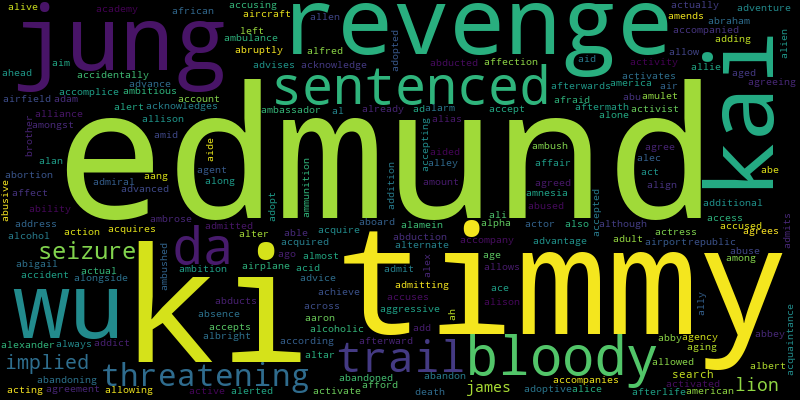 alive academy african accusing aircraft allen actually amends adventure
jung revenge kai
left ambulance abruptly alfred adopted abraham accompanied adding alien
aim advises acknowledge abducted affection aid allow activity allie
ahead accidentally sentenced afterwards activates america aged agreeing
accomplice ambitious advance account afraid air abu amulet
airfield adam alert acknowledges ambassador al already ad alarm accept aftermath activist
alliance allison alias alone
amongst amid edmund
brother aide accepting ambush agree
alan abortion aang agent aided alley affair alec abe
admiral along ammunition addition amount amnesia act
abusive affect advanced adopt agreed align
ability abused accepted additional
address ambrose admitted able aboard alamein ali alpha actor also although access accused admits
alcohol action acquires alter acquire abduction accompany adult actress agrees
seizure da ago acquired alternate timmy advantage airportrepublic
ambushed almost age abuse among
abigail accident actual ambition airplane acid admit alex allows
wu ki alongside advice admitting ace
abducts achieve accuses alison ally
absence across aggressive ah acquaintance
accepts aaron alcoholic add
alexander always addict albright according afterward abby agency abbey
implied altar trail bloody aging
threatening allowed albert
abandoning abandoned abandon search
acting agreement allowing active alerted activate afford death james adoptivealice accompanies afterlife activated american lion